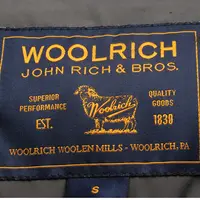 WOOLRICH
JOHN RICH & BROS.
SUPERIOR PERFORMANCE
QUALITY GOODS
Woolrich
EST.
1830
WOOLRICH WOOLEN MILLS - WOOLRICH, PA
S